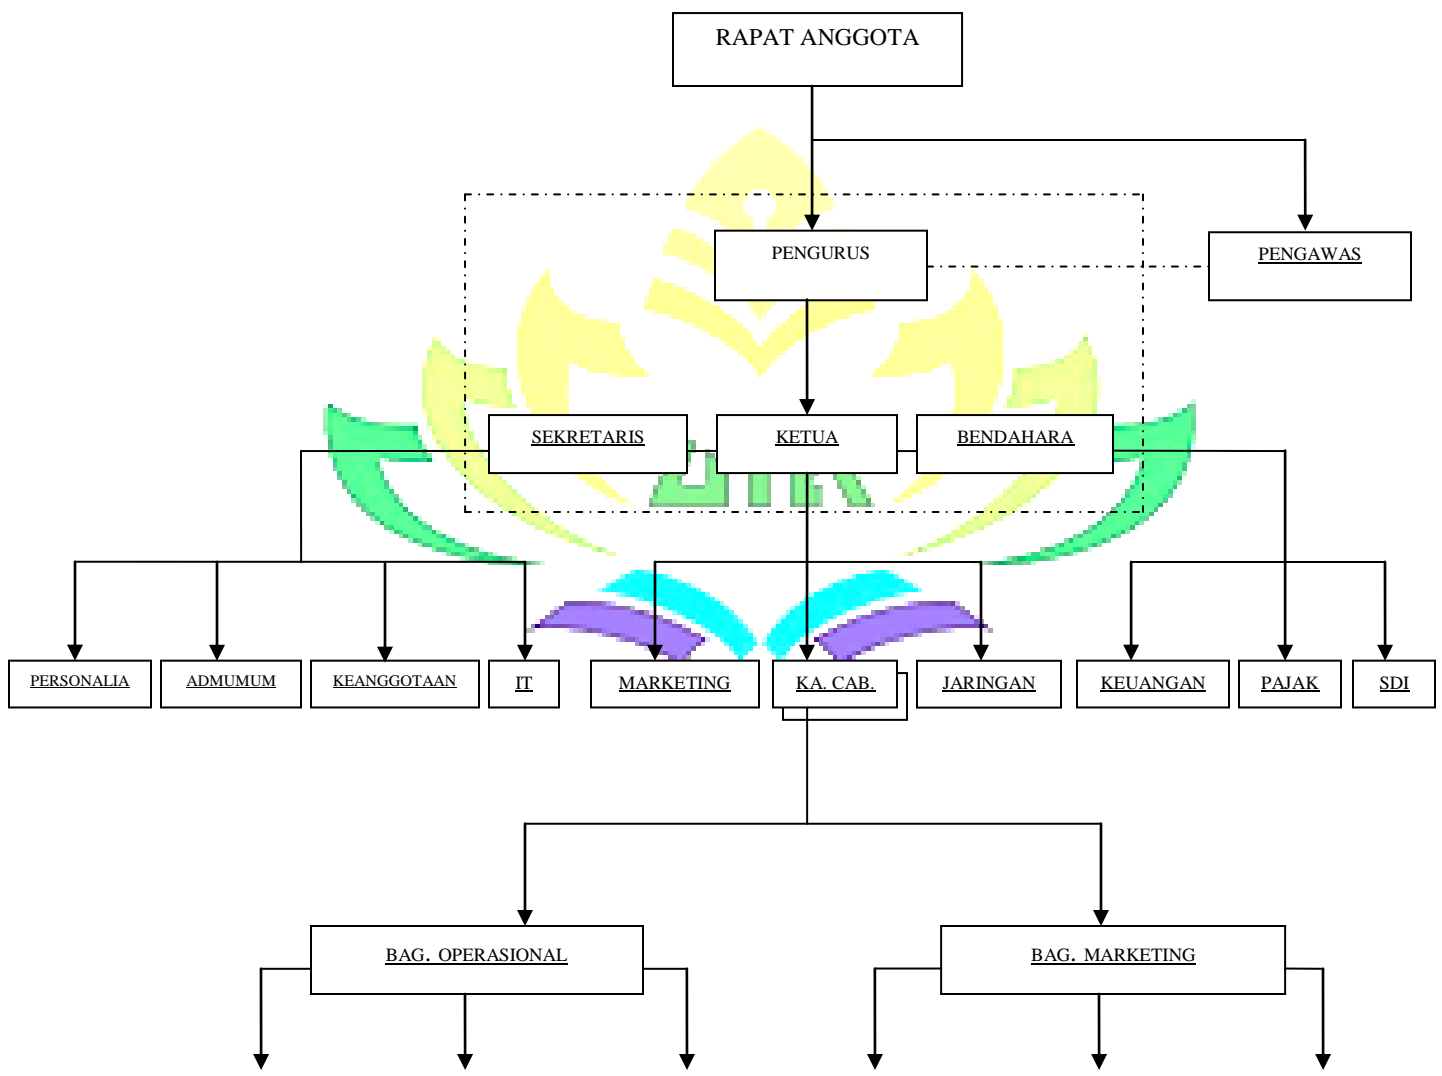 RAPAT ANGGOTA
PENGURUS
PENGAWAS
SEKRETARIS
KETUA
BENDAHARA
PERSONALIA
ADMUMUM
KEANGGOTAAN
IT
MARKETING
KA. CAB.
JARINGAN
KEUANGAN
PAJAK
SDI
BAG. OPERASIONAL
BAG. MARKETING